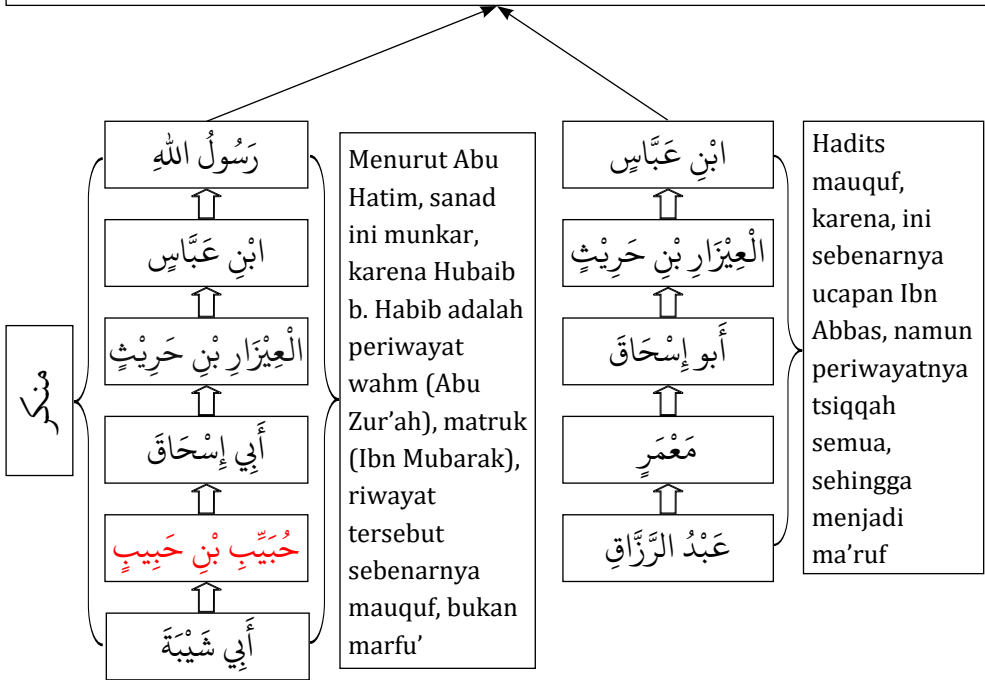 رَسُولُ اللهِ
ابْنِ عَبَّاسٍ
الْعِيْزَارِ بْنِ حَرِيْثٍ
أَبِي إِسْحَاقَ
حُبَيِّبِ بْنِ حَبِيبٍ
أَبِي شَيْبَةَ
منكر
Menurut Abu
Hatim, sanad
ini munkar,
karena Hubaib
b. Habib adalah
periwayat
wahm (Abu
Zur'ah), matruk
(Ibn Mubarak),
riwayat
tersebut
sebenarnya
mauquf, bukan
marfu'
ابْنِ عَبَّاسٍ
الْعِيْزَارِ بْنِ حَرِيْثٍ
أَبو إِسْحَاقَ
مَعْمَرٍ
عَبْدُ الرَّزَّاقِ
Hadits
mauquf,
karena, ini
sebenarnya
ucapan Ibn
Abbas, namun
periwayatnya
tsiqqah
semua,
sehingga
menjadi
ma'ruf